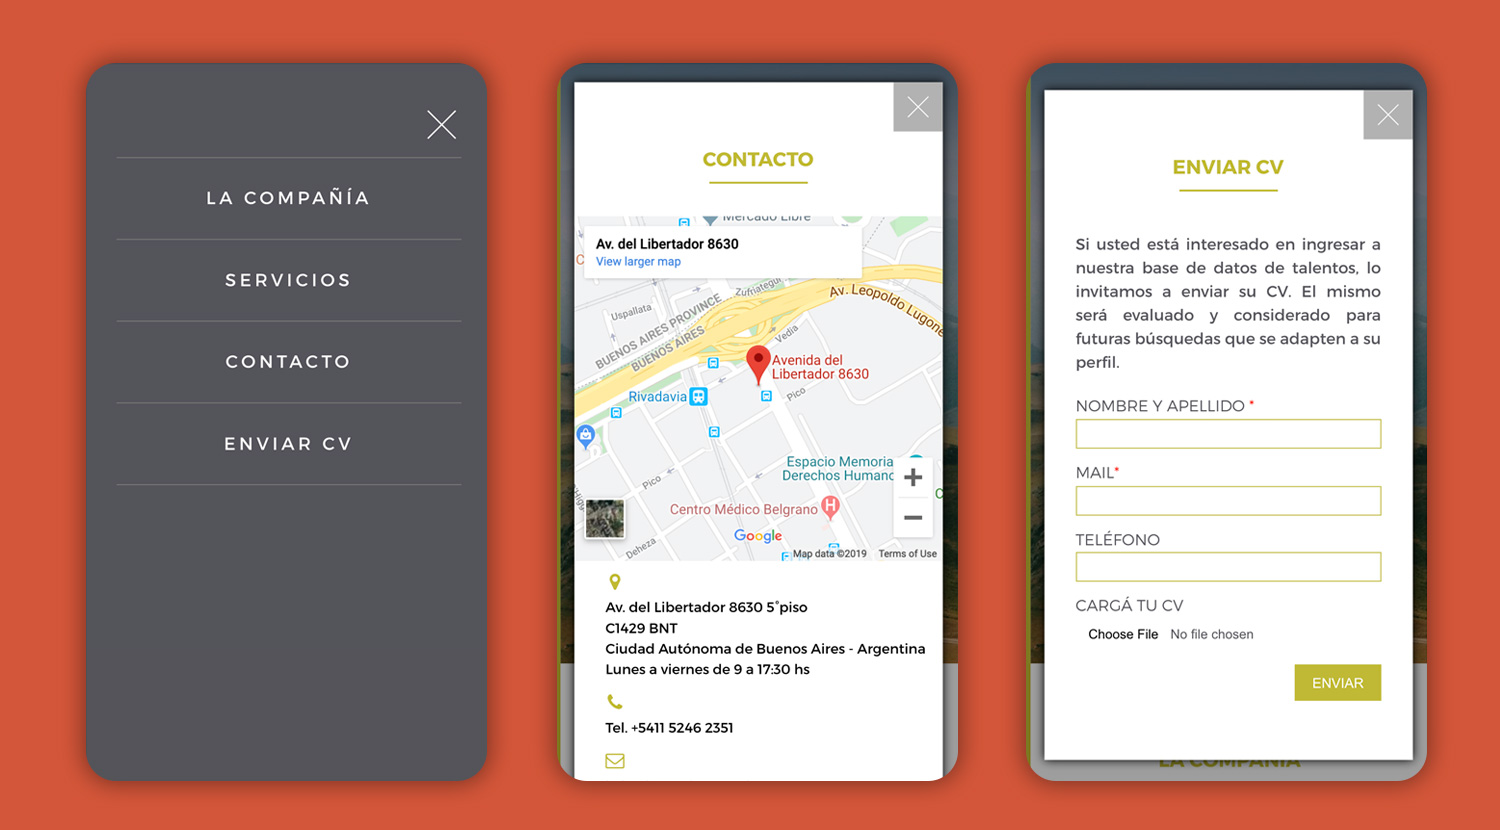 LA COMPAÑÍA
SERVICIOS
CONTACTO
ENVIAR CV
CONTACTO
Mercado Libre
Av. del Libertador 8630
View larger map
Zufriategui
Av. Leopoldo Lugone
Uspallata
BUENOS AIRES PROVINCE
BUENOS AIRES
Vedia
Avenida del
Libertador 8630
Rivadavia
Pico
Espacio Memoria
Derechos Humano
Pico
Centro Médico Belgrano
H
Google
Deheza
Map data ©2019 Terms of Use
Av. del Libertador 8630 5°piso
C1429 BNT
Ciudad Autónoma de Buenos Aires - Argentina
Lunes a viernes de 9 a 17:30 hs
Tel. +5411 5246 2351
ENVIAR CV
Si usted está interesado en ingresar a
nuestra base de datos de talentos, lo
invitamos a enviar su CV. El mismo
será evaluado y considerado para
futuras búsquedas que se adapten a su
perfil.
NOMBRE Y APELLIDO *
MAIL*
TELÉFONO
CARGÁ TU CV
Choose File No file chosen
ENVIAR
LA COMPAÑÍA